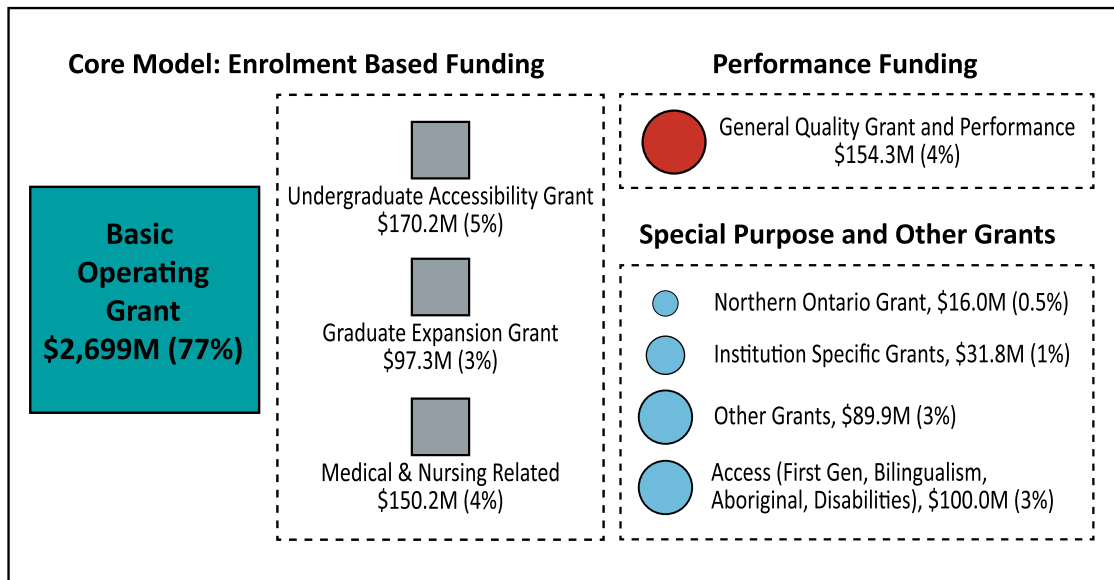 Core Model: Enrolment Based Funding
Basic
Operating
Grant
$2,699M (77%)
Undergraduate Accessibility Grant
$170.2M (5%)
Graduate Expansion Grant
$97.3M (3%)
Medical & Nursing Related
$150.2M (4%)
Performance Funding
General Quality Grant and Performance
$154.3M (4%)
Special Purpose and Other Grants
Northern Ontario Grant, $16.0M (0.5%)
Institution Specific Grants, $31.8M (1%)
Other Grants, $89.9M (3%)
Access (First Gen, Bilingualism,
Aboriginal, Disabilities), $100.0M (3%)